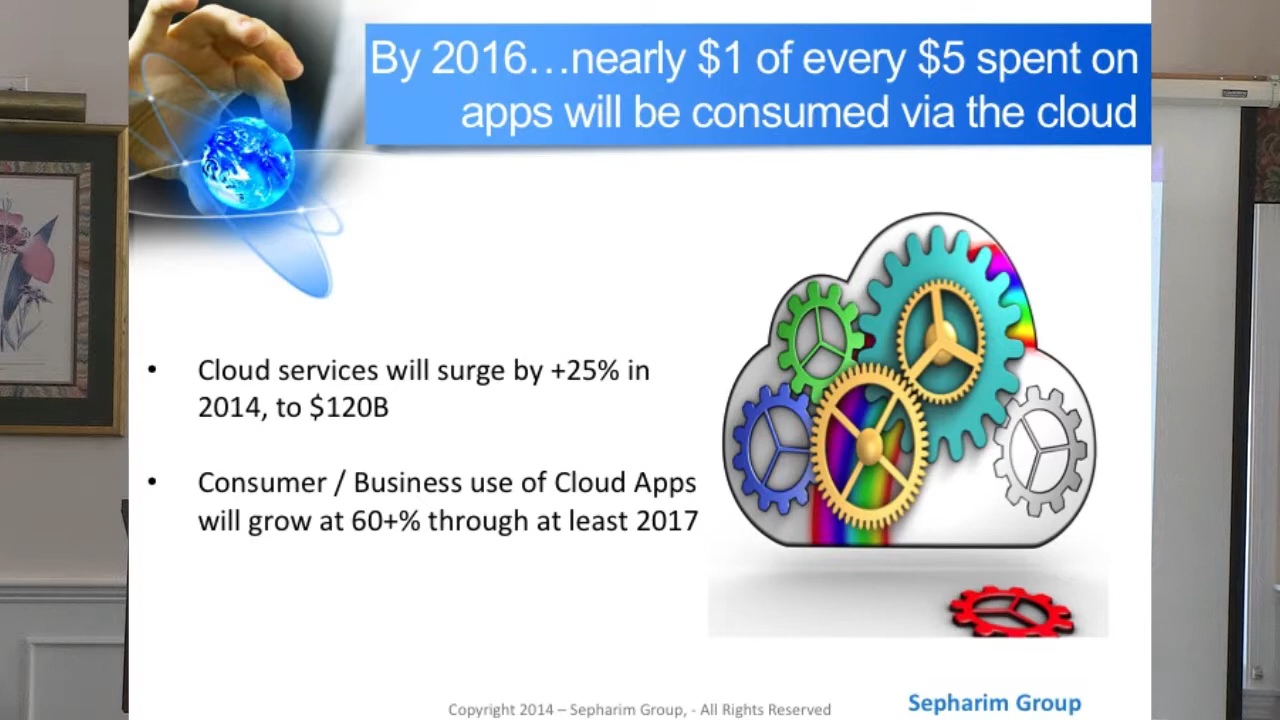 By 2016…nearly $1 of every $5 spent on
apps will be consumed via the cloud
• Cloud services will surge by +25% in
2014, to $120B
• Consumer / Business use of Cloud Apps
will grow at 60+% through at least 2017
Copyright 2014 – Sepharim Group, - All Rights Reserved
Sepharim Group